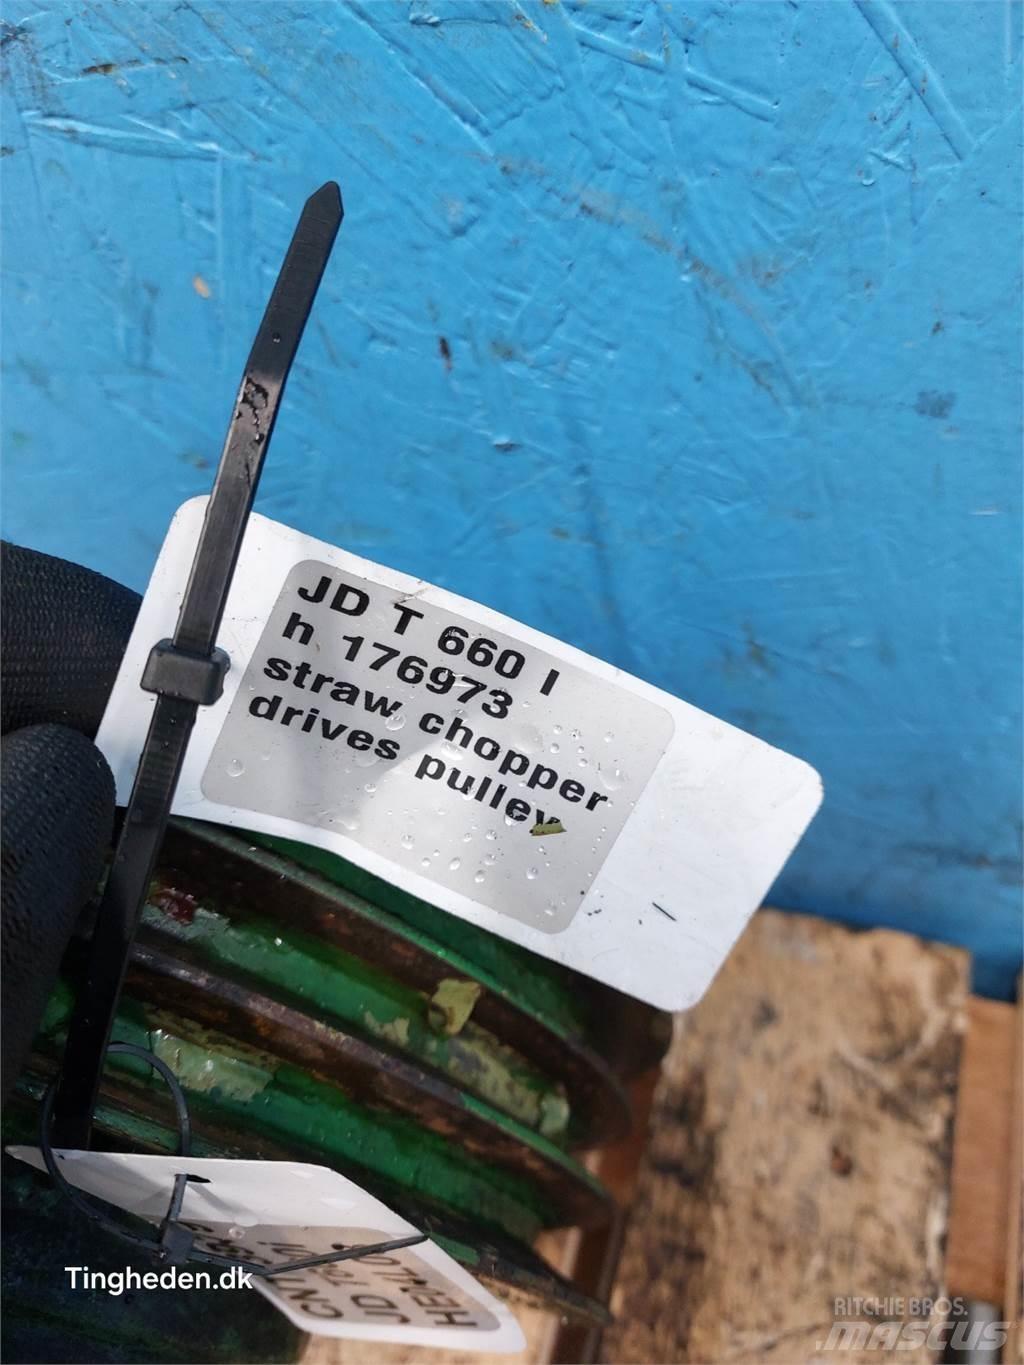 JD T 660 I
h 176973
straw chopper
drives pulley
Tingheden.dk
RITCHIE BROS.
MASCUS